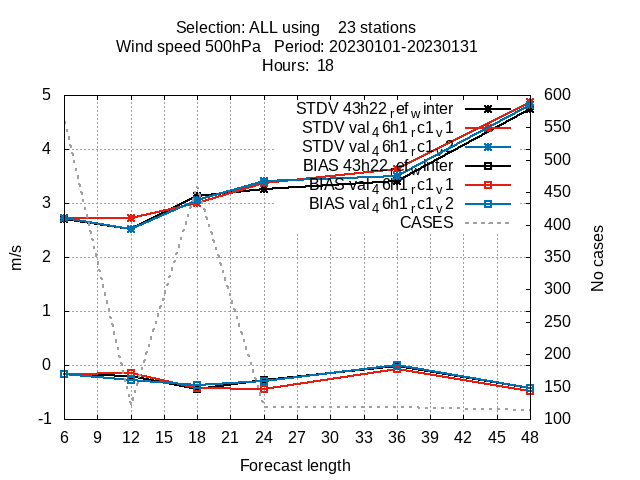 Selection: ALL using    23 stations
Wind speed 500hPa   Period: 20230101-20230131
Hours:  18
STDV 43h22_ref_winter
STDV val_46h1_rc1_v1
STDV val_46h1_rc1_v2
BIAS 43h22_ref_winter
BIAS val_46h1_rc1_v1
BIAS val_46h1_rc1_v2
CASES
5
4
3
2
1
0
-1
m/s
600
550
500
450
400
350
300
250
200
150
100
No cases
6 9 12 15 18 21 24 27 30 33 36 39 42 45 48
Forecast length